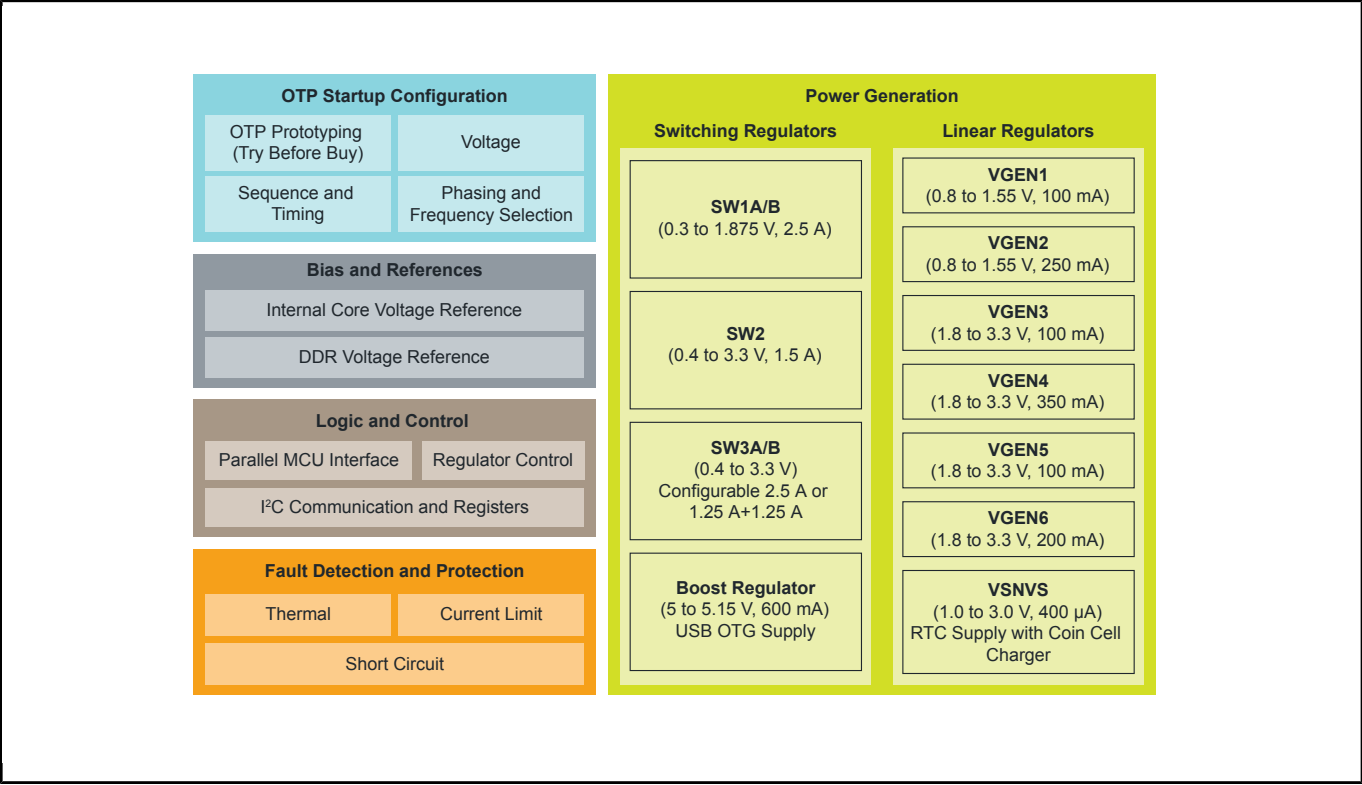 OTP Startup Configuration
OTP Prototyping
(Try Before Buy)
Voltage
Sequence and
Timing
Phasing and
Frequency Selection
Bias and References
Internal Core Voltage Reference
DDR Voltage Reference
Logic and Control
Parallel MCU Interface
Regulator Control
I²C Communication and Registers
Fault Detection and Protection
Thermal
Current Limit
Short Circuit
Power Generation
Switching Regulators
SW1A/B
(0.3 to 1.875 V, 2.5 A)
SW2
(0.4 to 3.3 V, 1.5 A)
SW3A/B
(0.4 to 3.3 V)
Configurable 2.5 A or
1.25 A+1.25 A
Boost Regulator
(5 to 5.15 V, 600 mA)
USB OTG Supply
Linear Regulators
VGEN1
(0.8 to 1.55 V, 100 mA)
VGEN2
(0.8 to 1.55 V, 250 mA)
VGEN3
(1.8 to 3.3 V, 100 mA)
VGEN4
(1.8 to 3.3 V, 350 mA)
VGEN5
(1.8 to 3.3 V, 100 mA)
VGEN6
(1.8 to 3.3 V, 200 mA)
VSNVS
(1.0 to 3.0 V, 400 µA)
RTC Supply with Coin Cell
Charger